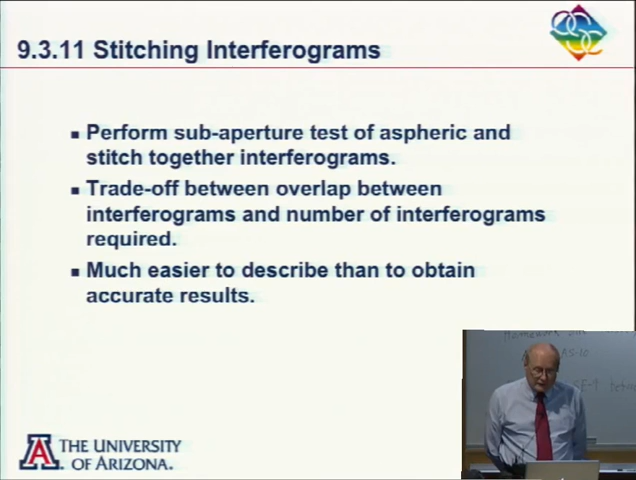 9.3.11 Stitching Interferograms
Perform sub-aperture test of aspheric and
stitch together interferograms.
Trade-off between overlap between
interferograms and number of interferograms
required.
Much easier to describe than to obtain
accurate results.
Homework
THE UNIVERSITY
OF ARIZONA.